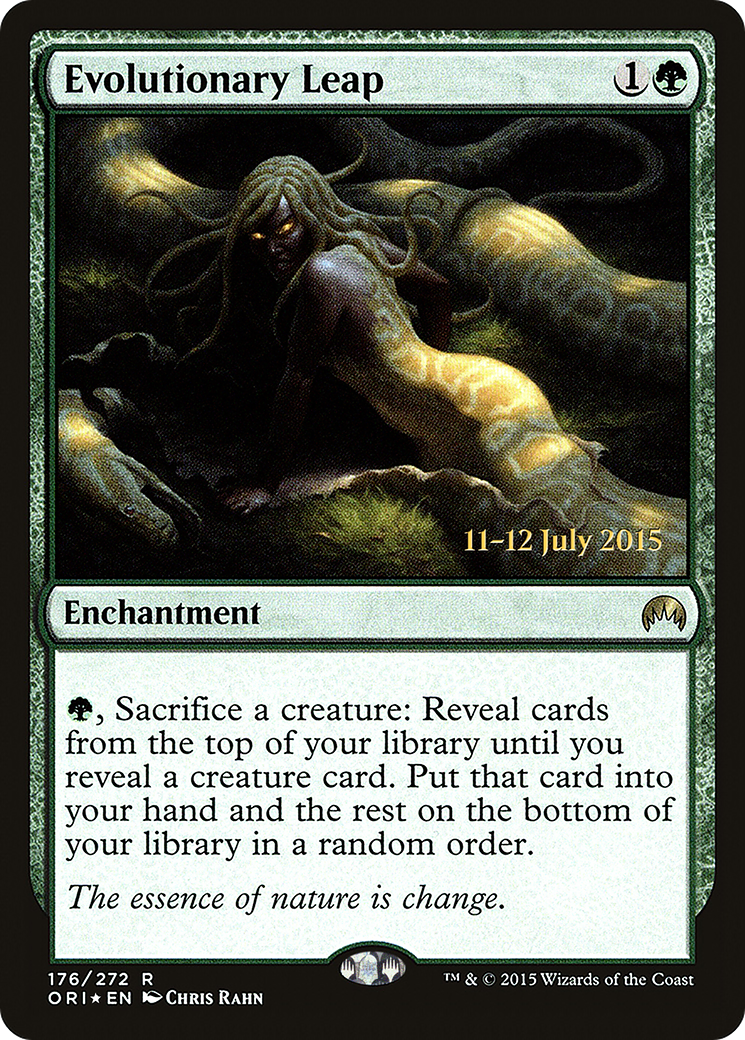 Evolutionary Leap 1
11–12 July 2015
Enchantment
, Sacrifice a creature: Reveal cards
from the top of your library until you
reveal a creature card. Put that card into
your hand and the rest on the bottom of
your library in a random order.
The essence of nature is change.
176/272 R
ORI★EN Chris Rahn
™ & © 2015 Wizards of the Coast